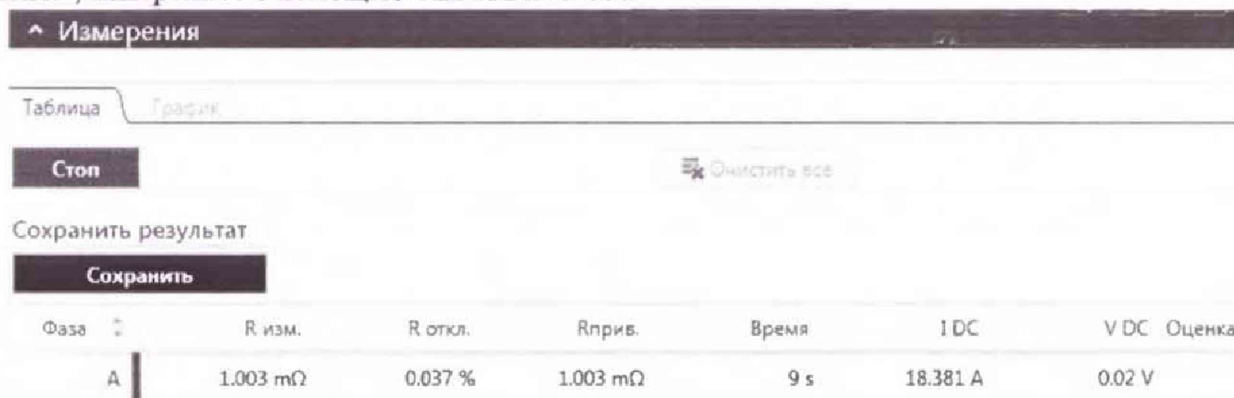 ^ Измерения
Таблица График
Стоп Очистить все
Сохранить результат
Сохранить
Фаза R изм. R откл. Rприв. Время I DC V DC Оценка
A 1.003 mΩ 0.037 % 1.003 mΩ 9 s 18.381 A 0.02 V